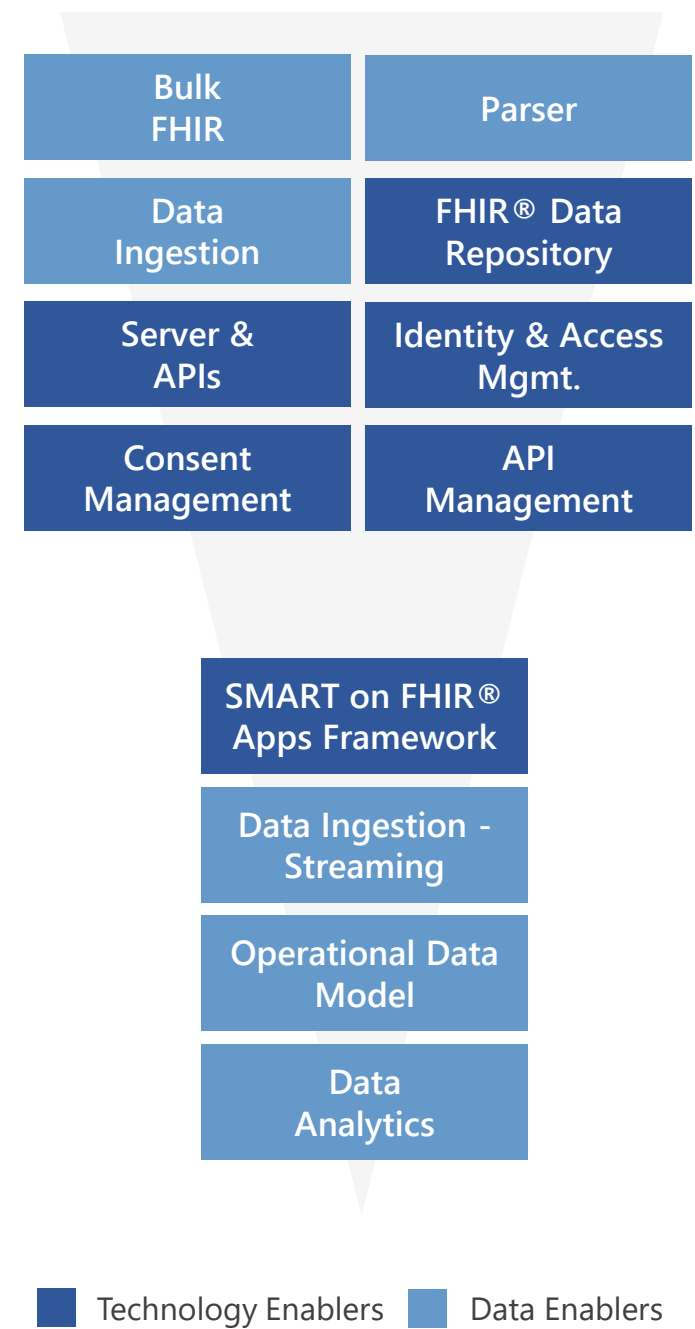 Bulk
FHIR
Parser
Data
Ingestion
FHIR® Data
Repository
Server &
APIs
Identity & Access
Mgmt.
Consent
Management
API
Management
SMART on FHIR®
Apps Framework
Data Ingestion -
Streaming
Operational Data
Model
Data
Analytics
Technology Enablers
Data Enablers